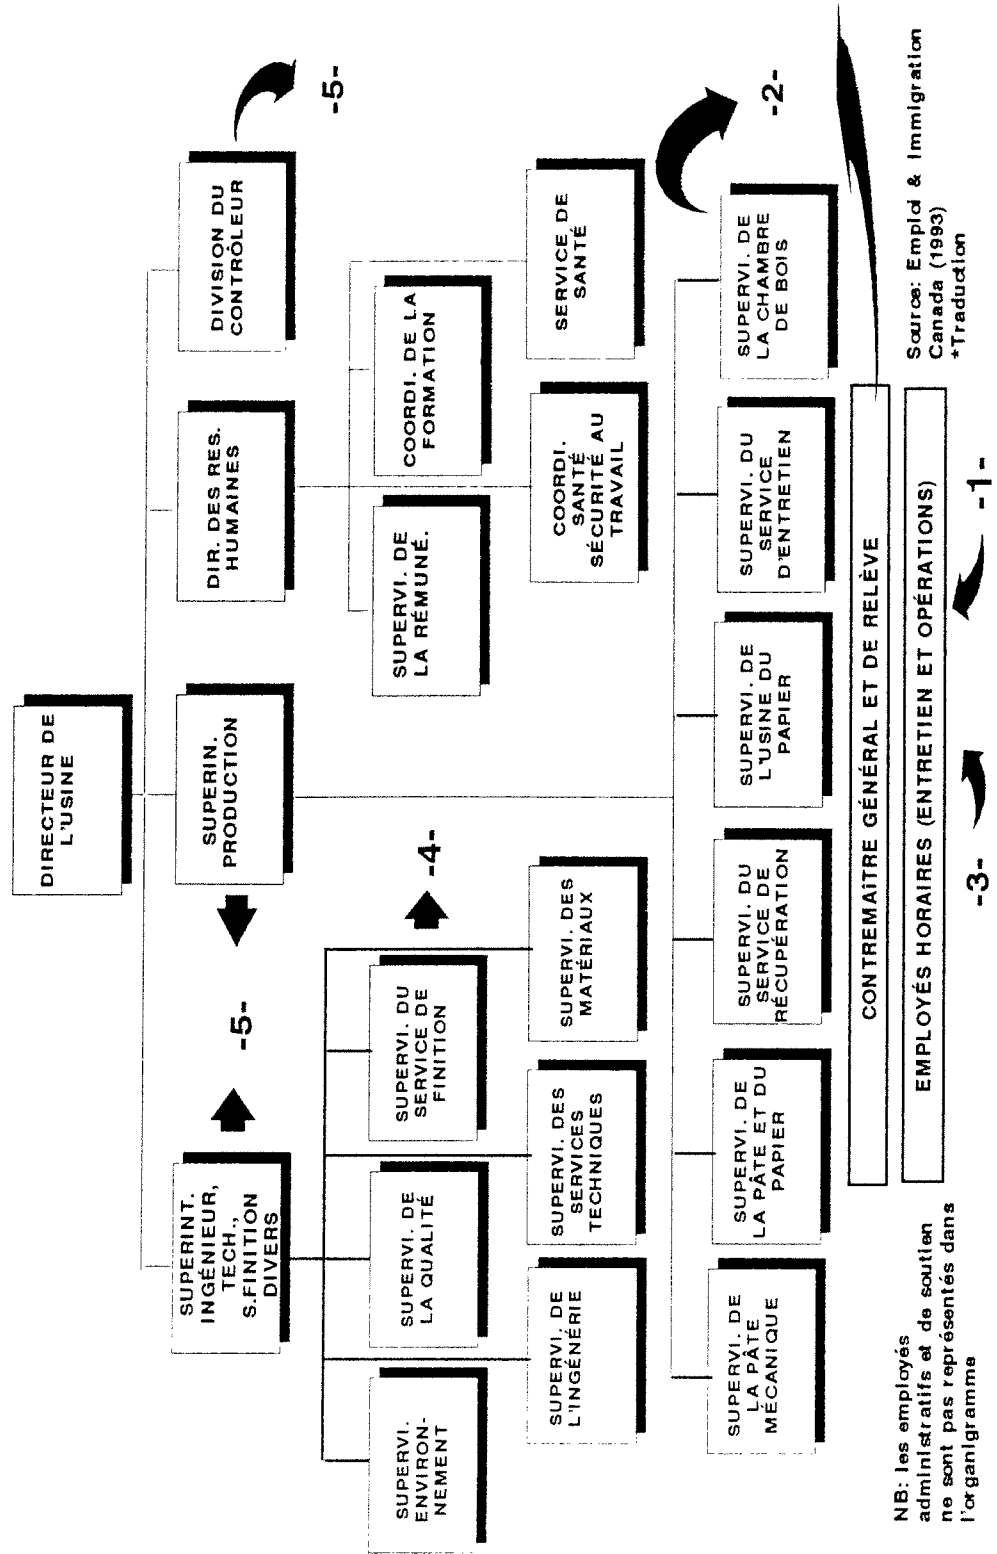 DIRECTEUR DE
L'USINE
SUPERINT.
INGÉNIEUR,
TECH.,
S.FINITION
DIVERS
-5-
SUPERIN.
PRODUCTION
DIR. DES RES.
HUMAINES
DIVISION DU
CONTRÔLEUR
-5-
SUPERVI.
ENVIRON-
NEMENT
SUPERVI. DE
LA QUALITÉ
SUPERVI. DU
SERVICE DE
FINITION
-4-
SUPERVI. DE
LA RÉMUNÉ.
COORDI. DE LA
FORMATION
SUPERVI. DE
L'INGÉNÉRIE
SUPERVI. DES
SERVICES
TECHNIQUES
SUPERVI. DES
MATÉRIAUX
COORDI.
SANTÉ
SÉCURITÉ AU
TRAVAIL
SERVICE DE
SANTÉ
SUPERVI. DE
LA PÂTE
MÉCANIQUE
SUPERVI. DE
LA PÂTE ET DU
PAPIER
SUPERVI. DU
SERVICE DE
RÉCUPÉRATION
SUPERVI. DE
L'USINE DU
PAPIER
SUPERVI. DU
SERVICE
D'ENTRETIEN
SUPERVI. DE
LA CHAMBRE
DE BOIS
-2-
CONTREMAÎTRE GÉNÉRAL ET DE RELÈVE
EMPLOYÉS HORAIRES (ENTRETIEN ET OPÉRATIONS)
-3-
-1-
NB: les employés
administratifs et de soutien
ne sont pas représentés dans
l'organigramme
Source: Emploi & Immigration
Canada (1993)
*Traduction